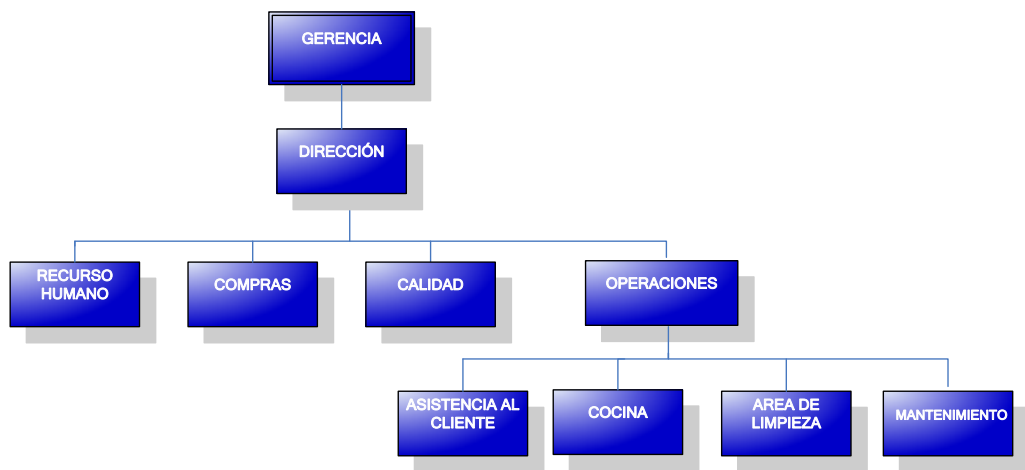 GERENCIA
DIRECCIÓN
RECURSO
HUMANO
COMPRAS
CALIDAD
OPERACIONES
ASISTENCIA AL
CLIENTE
COCINA
AREA DE
LIMPIEZA
MANTENIMIENTO